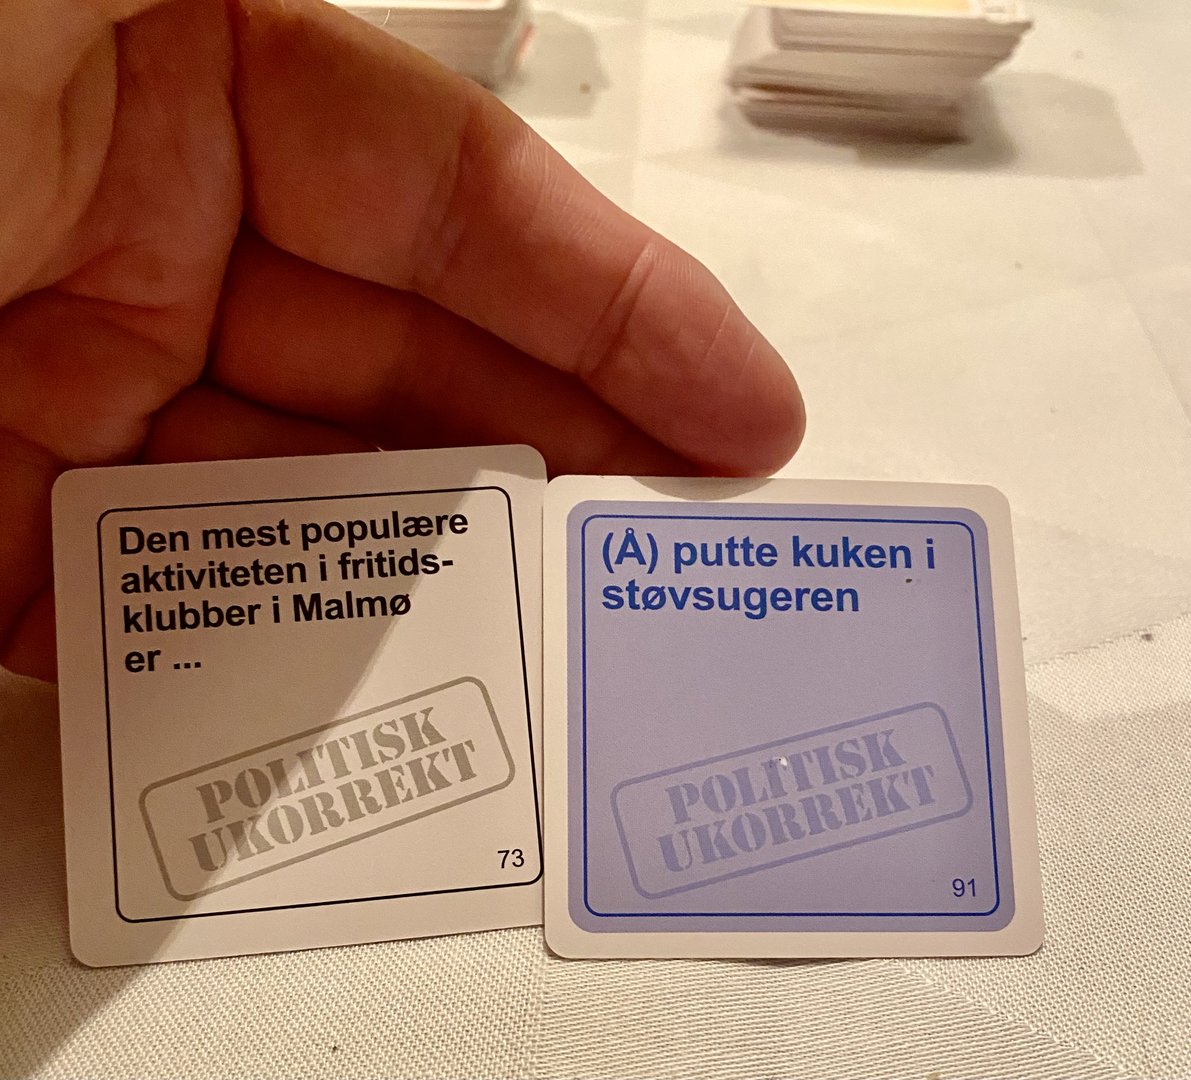 Den mest populære
aktiviteten i fritids-
klubber i Malmø
er ...
POLITISK
UKORREKT
73
(Å) putte kuken i
støvsugeren
POLITISK
UKORREKT
91